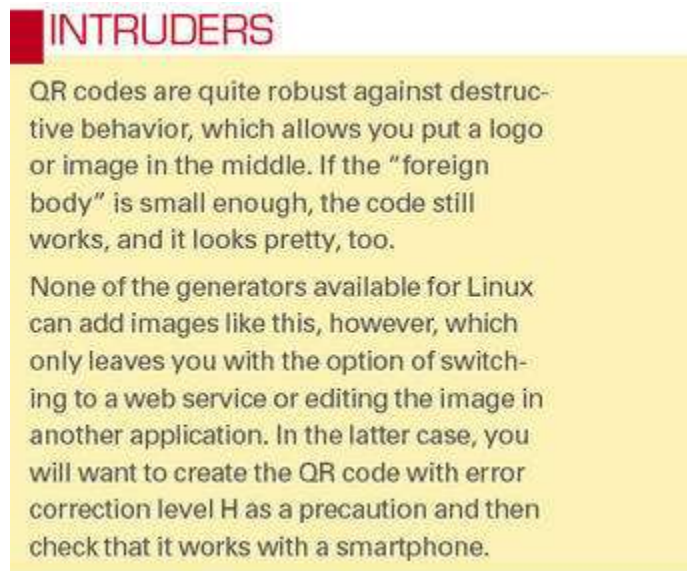 INTRUDERS
QR codes are quite robust against destruc-
tive behavior, which allows you put a logo
or image in the middle. If the “foreign
body” is small enough, the code still
works, and it looks pretty, too.
None of the generators available for Linux
can add images like this, however, which
only leaves you with the option of switch-
ing to a web service or editing the image in
another application. In the latter case, you
will want to create the QR code with error
correction level H as a precaution and then
check that it works with a smartphone.